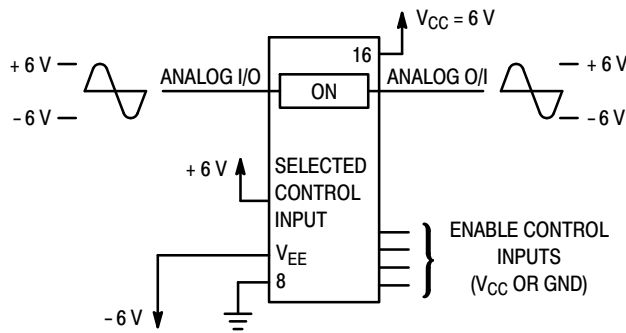 V_CC = 6 V
16
+ 6 V
− 6 V
ANALOG I/O
ON
ANALOG O/I
+ 6 V
− 6 V
+ 6 V
SELECTED
CONTROL
INPUT
V_EE
8
− 6 V
ENABLE CONTROL
INPUTS
(V_CC OR GND)